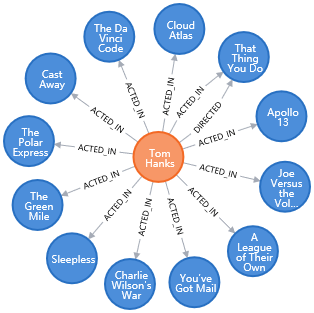 Cloud
Atlas
The Da
Vinci
Code
That
Thing
You Do
Cast
Away
Apollo
13
The
Polar
Express
Tom
Hanks
Joe
Versus
the
Vol...
The
Green
Mile
A
League
of Their
Own
Sleepless
Charlie
Wilson's
War
You've
Got Mail
ACTED_IN
ACTED_IN
ACTED_IN
DIRECTED
ACTED_IN
ACTED_IN
ACTED_IN
ACTED_IN
ACTED_IN
ACTED_IN
ACTED_IN
ACTED_IN
ACTED_IN